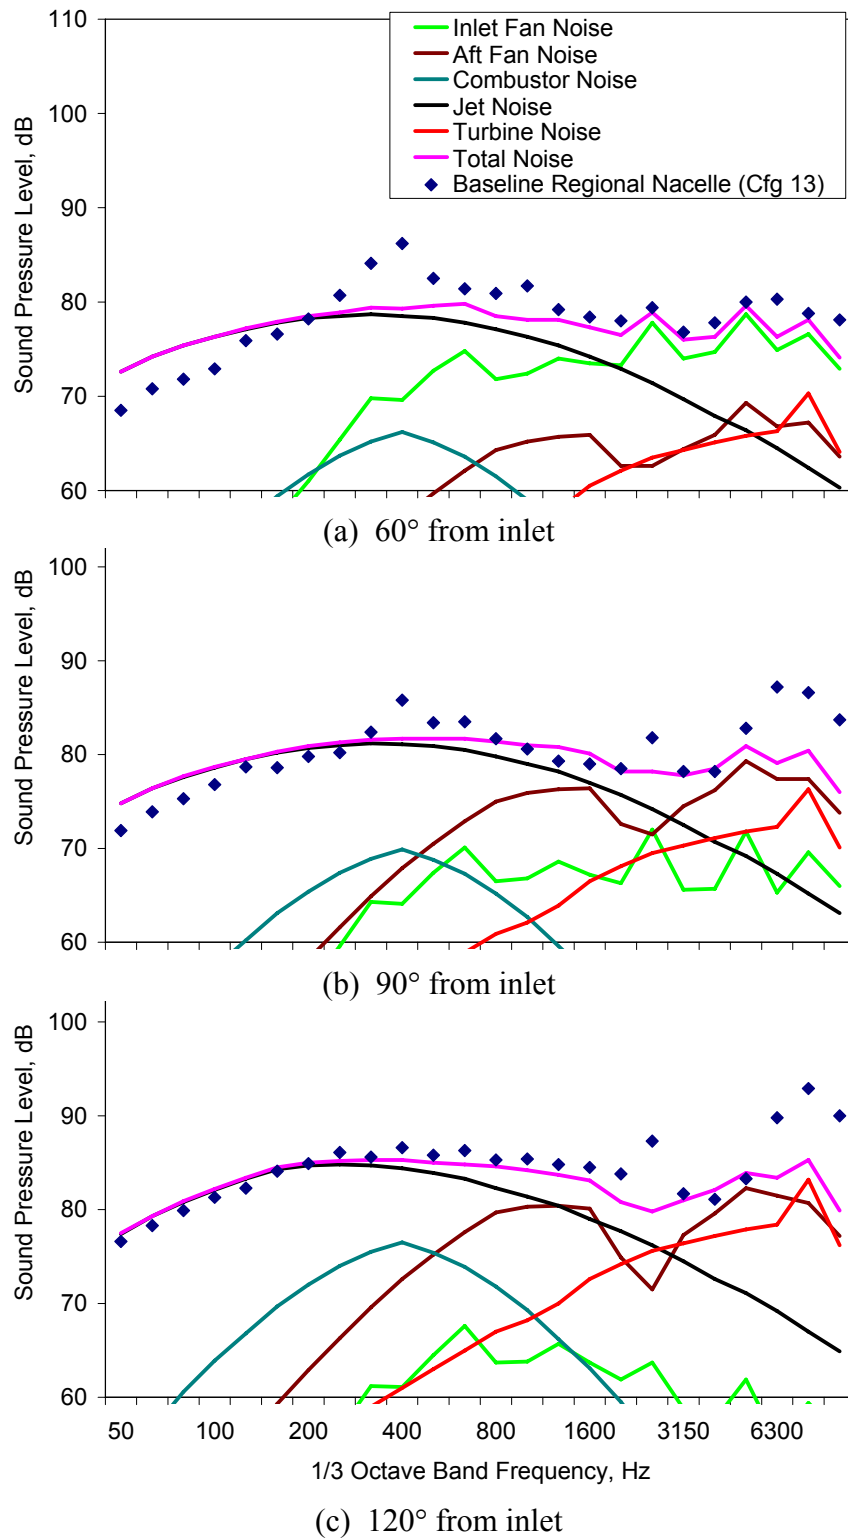 110
100
90
80
70
60
Sound Pressure Level, dB
Inlet Fan Noise
Aft Fan Noise
Combustor Noise
Jet Noise
Turbine Noise
Total Noise
Baseline Regional Nacelle (Cfg 13)
(a) 60° from inlet
100
90
80
70
60
Sound Pressure Level, dB
(b) 90° from inlet
100
90
80
70
60
Sound Pressure Level, dB
50 100 200 400 800 1600 3150 6300
1/3 Octave Band Frequency, Hz
(c) 120° from inlet